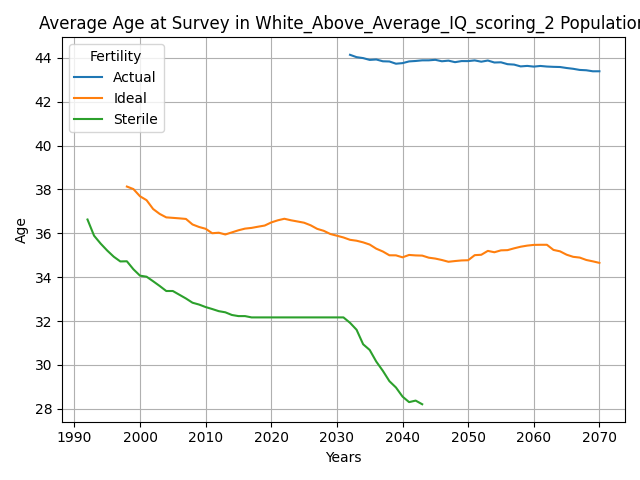 Average Age at Survey in White_Above_Average_IQ_scoring_2 Population
Fertility
Actual
Ideal
Sterile
Age
44
42
40
38
36
34
32
30
28
1990
2000
2010
2020
2030
2040
2050
2060
2070
Years